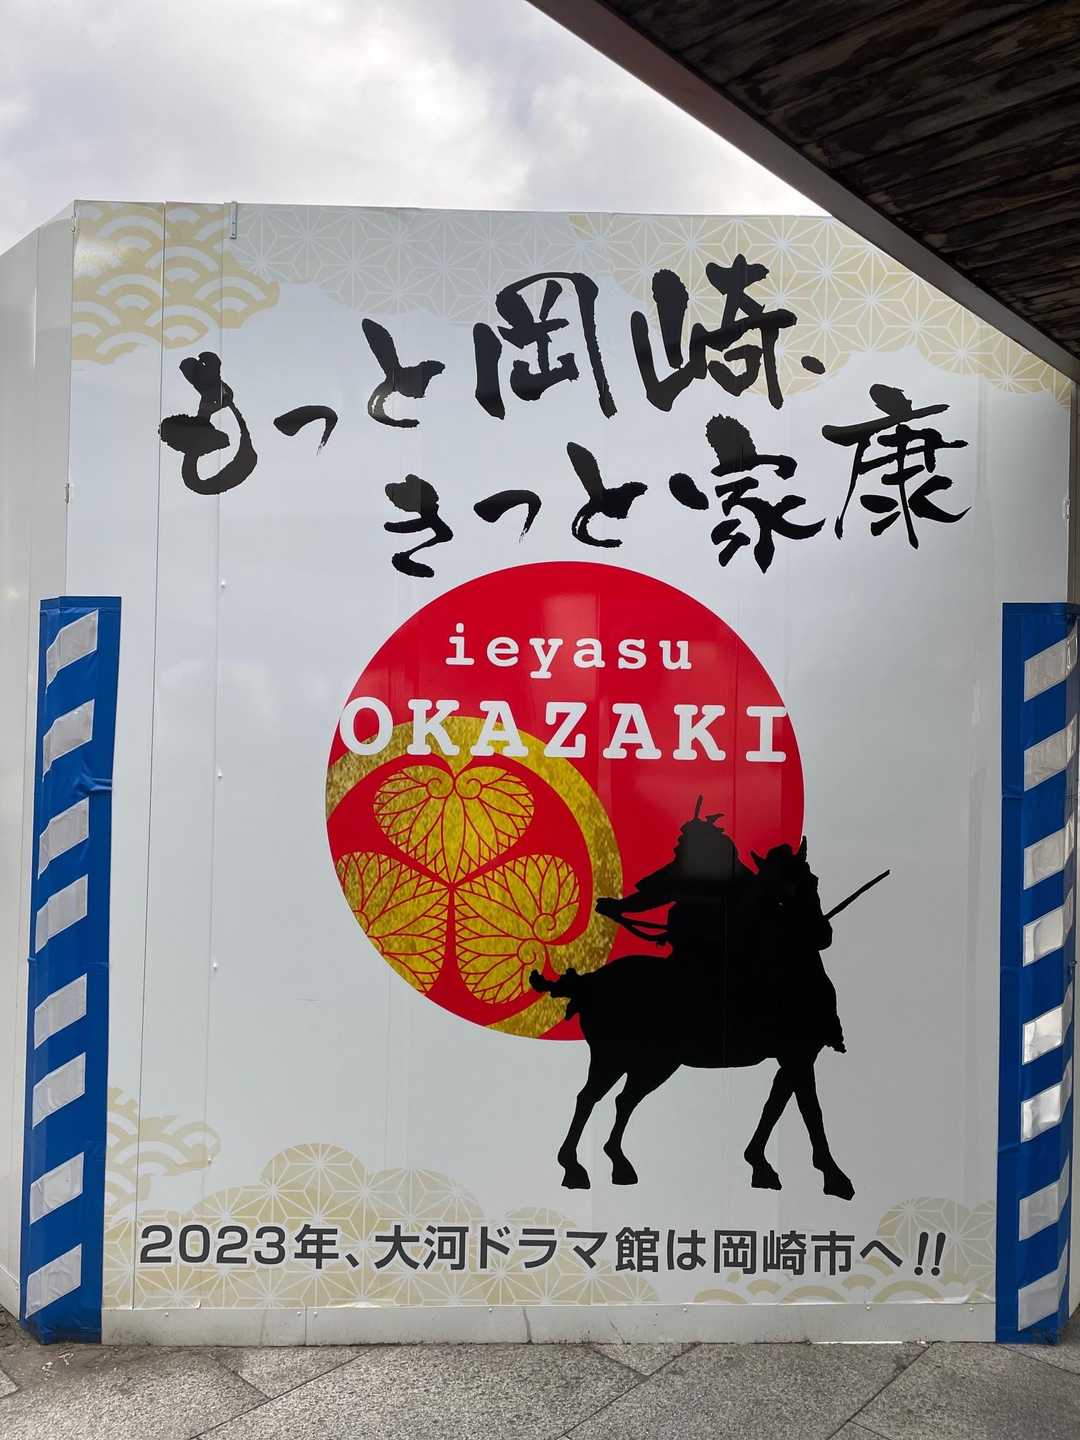 もっと岡崎、
きっと家康
ieyasu
OKAZAKI
2023年、大河ドラマ館は岡崎市へ!!